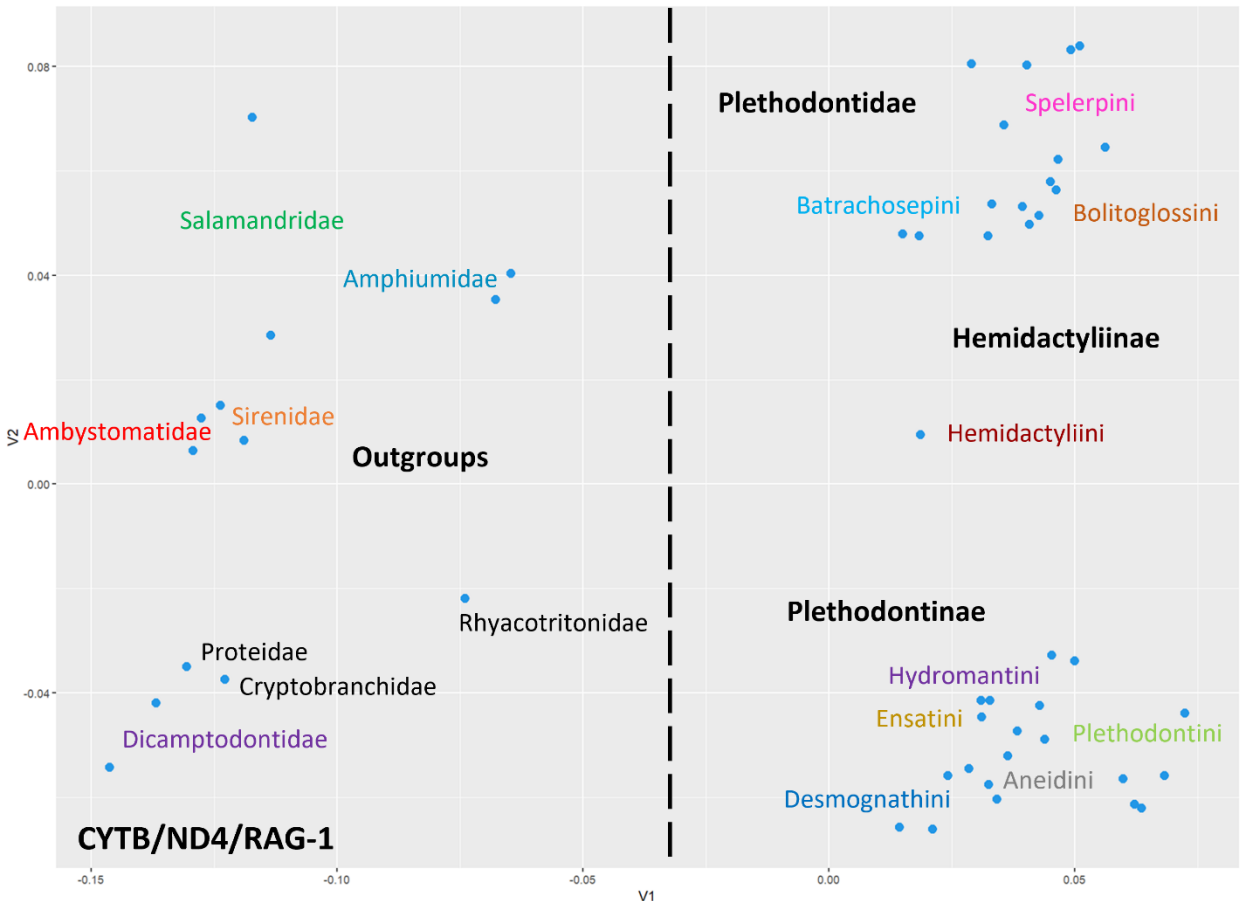 0.08
Plethodontidae
Spelerpini
Salamandridae
Batrachosepini
Bolitoglossini
Amphiumidae
0.04
Hemidactyliinae
Sirenidae
Ambystomatidae
Hemidactyliini
V2
Outgroups
0.00
Plethodontinae
Rhyacotritonidae
Proteidae
Hydromantini
Cryptobranchidae
-0.04
Ensatini
Plethodontini
Dicamptodontidae
Aneidini
Desmognathini
CYTB/ND4/RAG-1
-0.15
-0.10
-0.05
0.00
0.05
V1